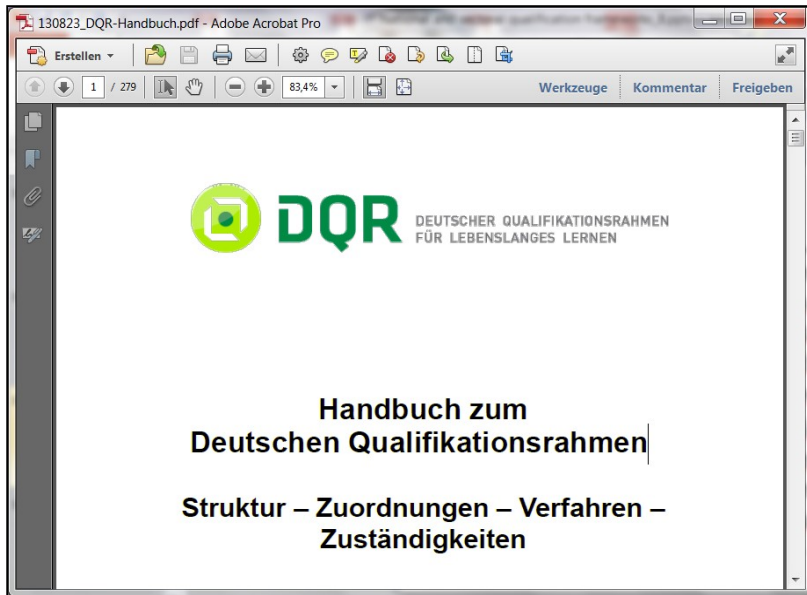 130823_DQR-Handbuch.pdf - Adobe Acrobat Pro
Erstellen
1 / 279 83,4% Werkzeuge Kommentar Freigeben
DQR DEUTSCHER QUALIFIKATIONSRAHMEN
FÜR LEBENSLANGES LERNEN
Handbuch zum
Deutschen Qualifikationsrahmen
Struktur – Zuordnungen – Verfahren –
Zuständigkeiten